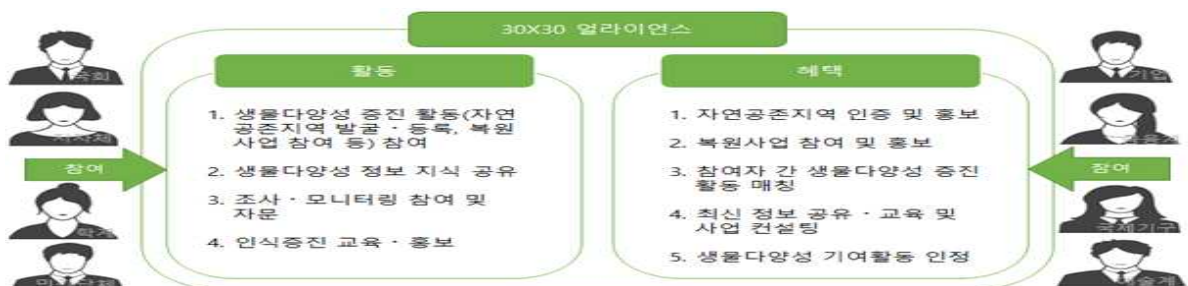 30X30 얼라이언스
활동
혜택
국회
기업
1. 생물다양성 증진 활동(자연
공존지역 발굴・등록, 복원
사업 참여 등) 참여
2. 생물다양성 정보 지식 공유
3. 조사・모니터링 참여 및
자문
4. 인식증진 교육・홍보
1. 자연공존지역 인증 및 홍보
2. 복원사업 참여 및 홍보
3. 참여자 간 생물다양성 증진
활동 매칭
4. 최신 정보 공유・교육 및
사업 컨설팅
5. 생물다양성 기여활동 인정
참여
참여
학계
국제기구